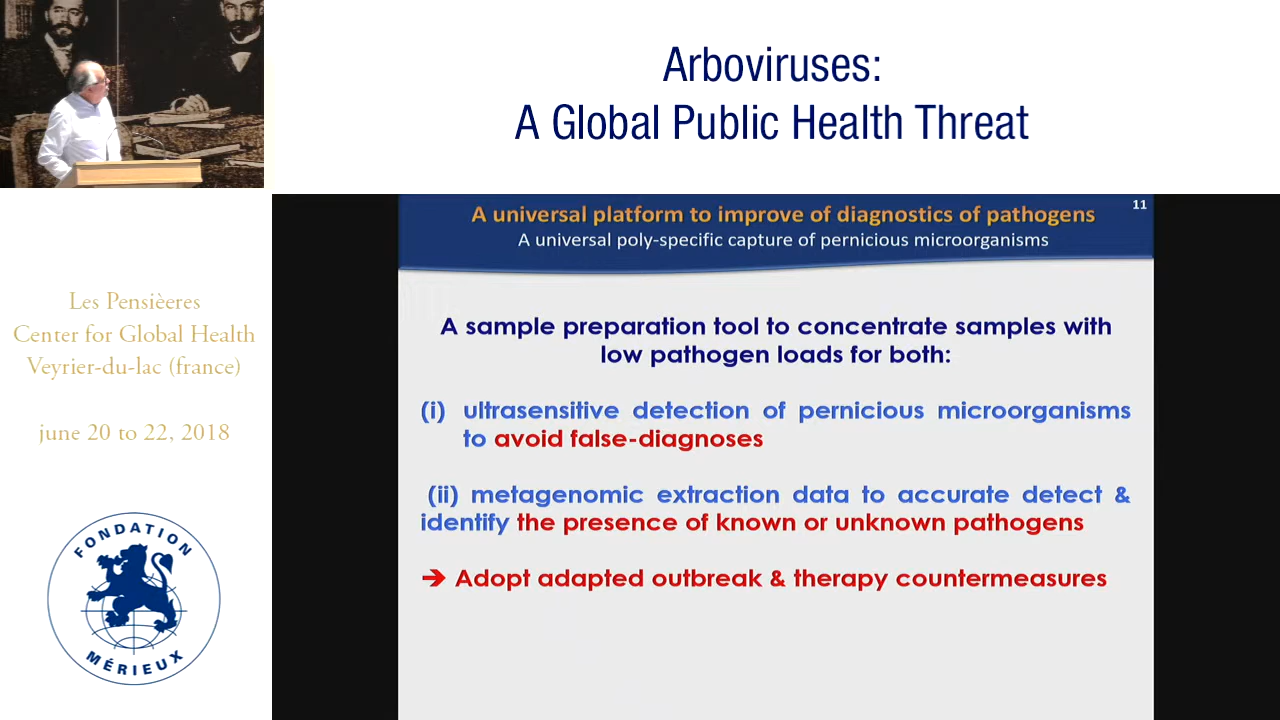 Arboviruses:
A Global Public Health Threat
A universal platform to improve of diagnostics of pathogens
11
A universal poly-specific capture of pernicious microorganisms
A sample preparation tool to concentrate samples with
low pathogen loads for both:
(i) ultrasensitive detection of pernicious microorganisms
to avoid false-diagnoses
(ii) metagenomic extraction data to accurate detect &
identify the presence of known or unknown pathogens
➔ Adopt adapted outbreak & therapy countermeasures
Les Pensièeres
Center for Global Health
Veyrier-du-lac (france)
june 20 to 22, 2018
FONDATION
MÉRIEUX